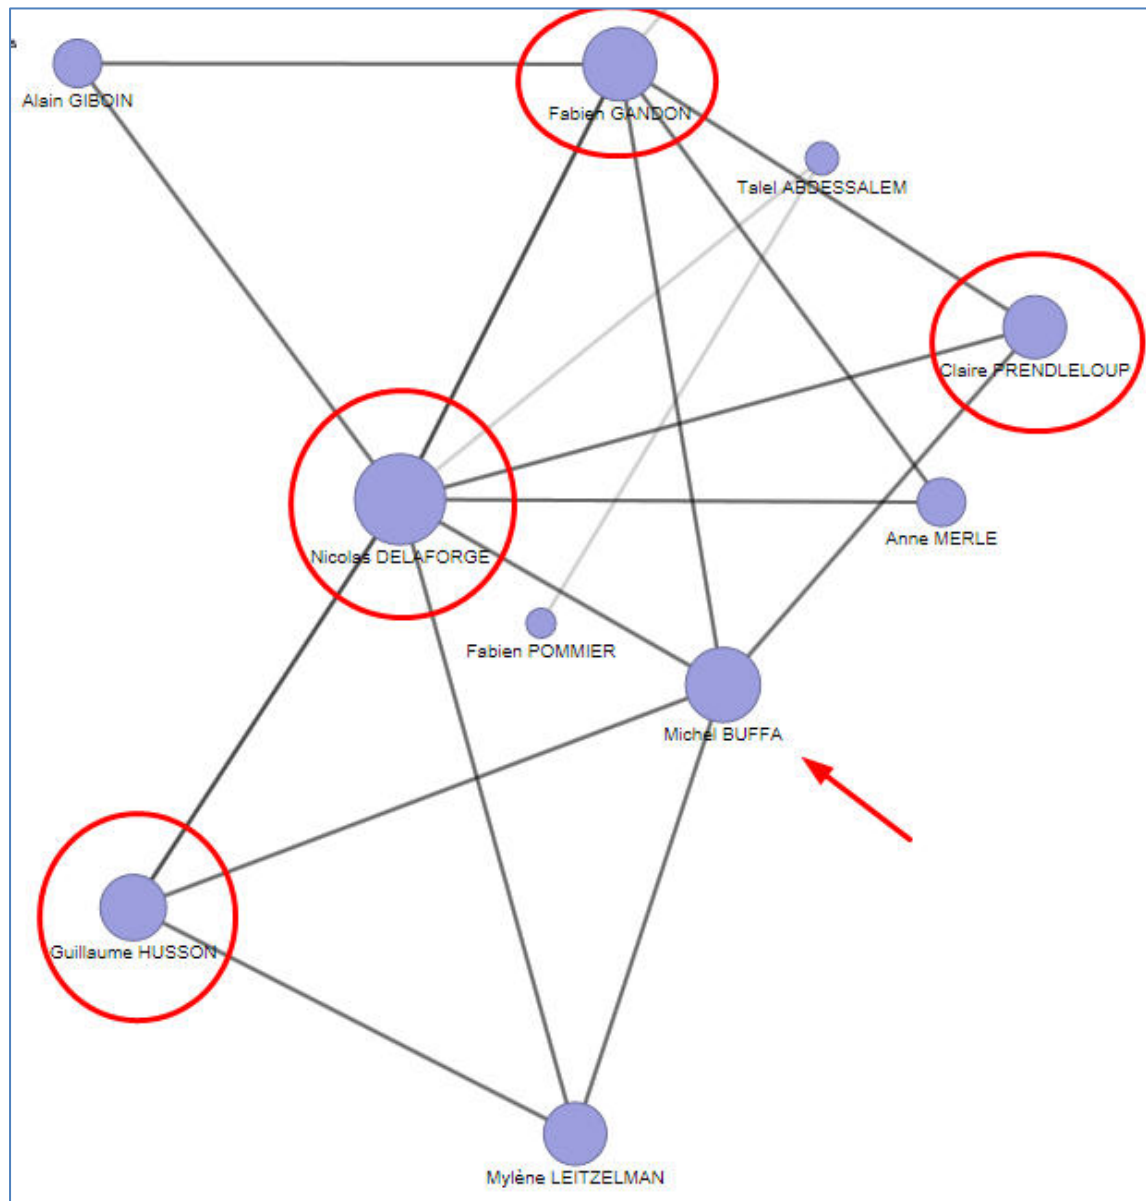 Alain GIBOIN
Fabien GANDON
Talel ABDESSALEM
Claire PRENDLELOUP
Anne MERLE
Nicolas DELAFORGE
Fabien POMMIER
Michel BUFFA
Guillaume HUSSON
Mylène LEITZELMAN